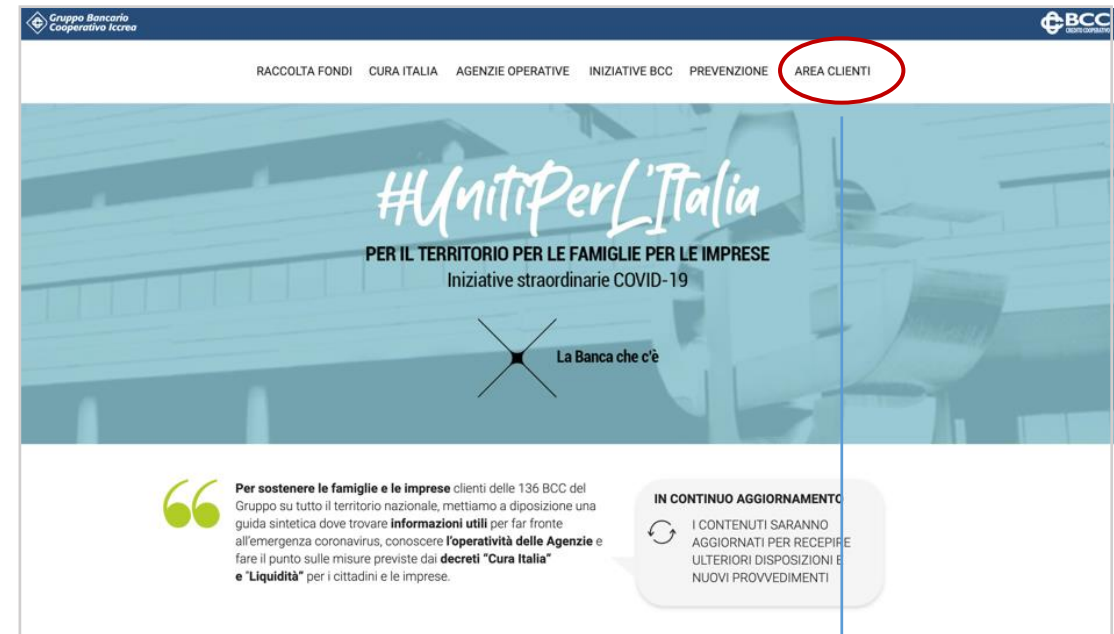 Gruppo Bancario
Cooperativo Iccrea
BCC
CREDITO COOPERATIVO
RACCOLTA FONDI CURA ITALIA AGENZIE OPERATIVE INIZIATIVE BCC PREVENZIONE AREA CLIENTI
#UnitiPerL'Italia
PER IL TERRITORIO PER LE FAMIGLIE PER LE IMPRESE
Iniziative straordinarie COVID-19
La Banca che c'è
Per sostenere le famiglie e le imprese clienti delle 136 BCC del
Gruppo su tutto il territorio nazionale, mettiamo a diposizione una
guida sintetica dove trovare informazioni utili per far fronte
all'emergenza coronavirus, conoscere l'operatività delle Agenzie e
fare il punto sulle misure previste dai decreti “Cura Italia”
e “Liquidità” per i cittadini e le imprese.
IN CONTINUO AGGIORNAMENTO
I CONTENUTI SARANNO
AGGIORNATI PER RECEPIRE
ULTERIORI DISPOSIZIONI E
NUOVI PROVVEDIMENTI